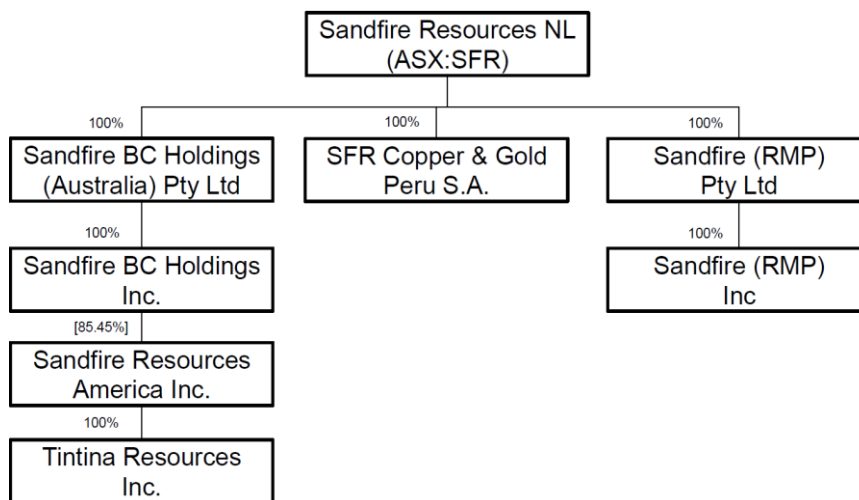 Sandfire Resources NL
(ASX:SFR)
100%
100%
100%
Sandfire BC Holdings
(Australia) Pty Ltd
SFR Copper & Gold
Peru S.A.
Sandfire (RMP)
Pty Ltd
100%
100%
Sandfire BC Holdings
Inc.
Sandfire (RMP)
Inc
[85.45%]
Sandfire Resources
America Inc.
100%
Tintina Resources
Inc.